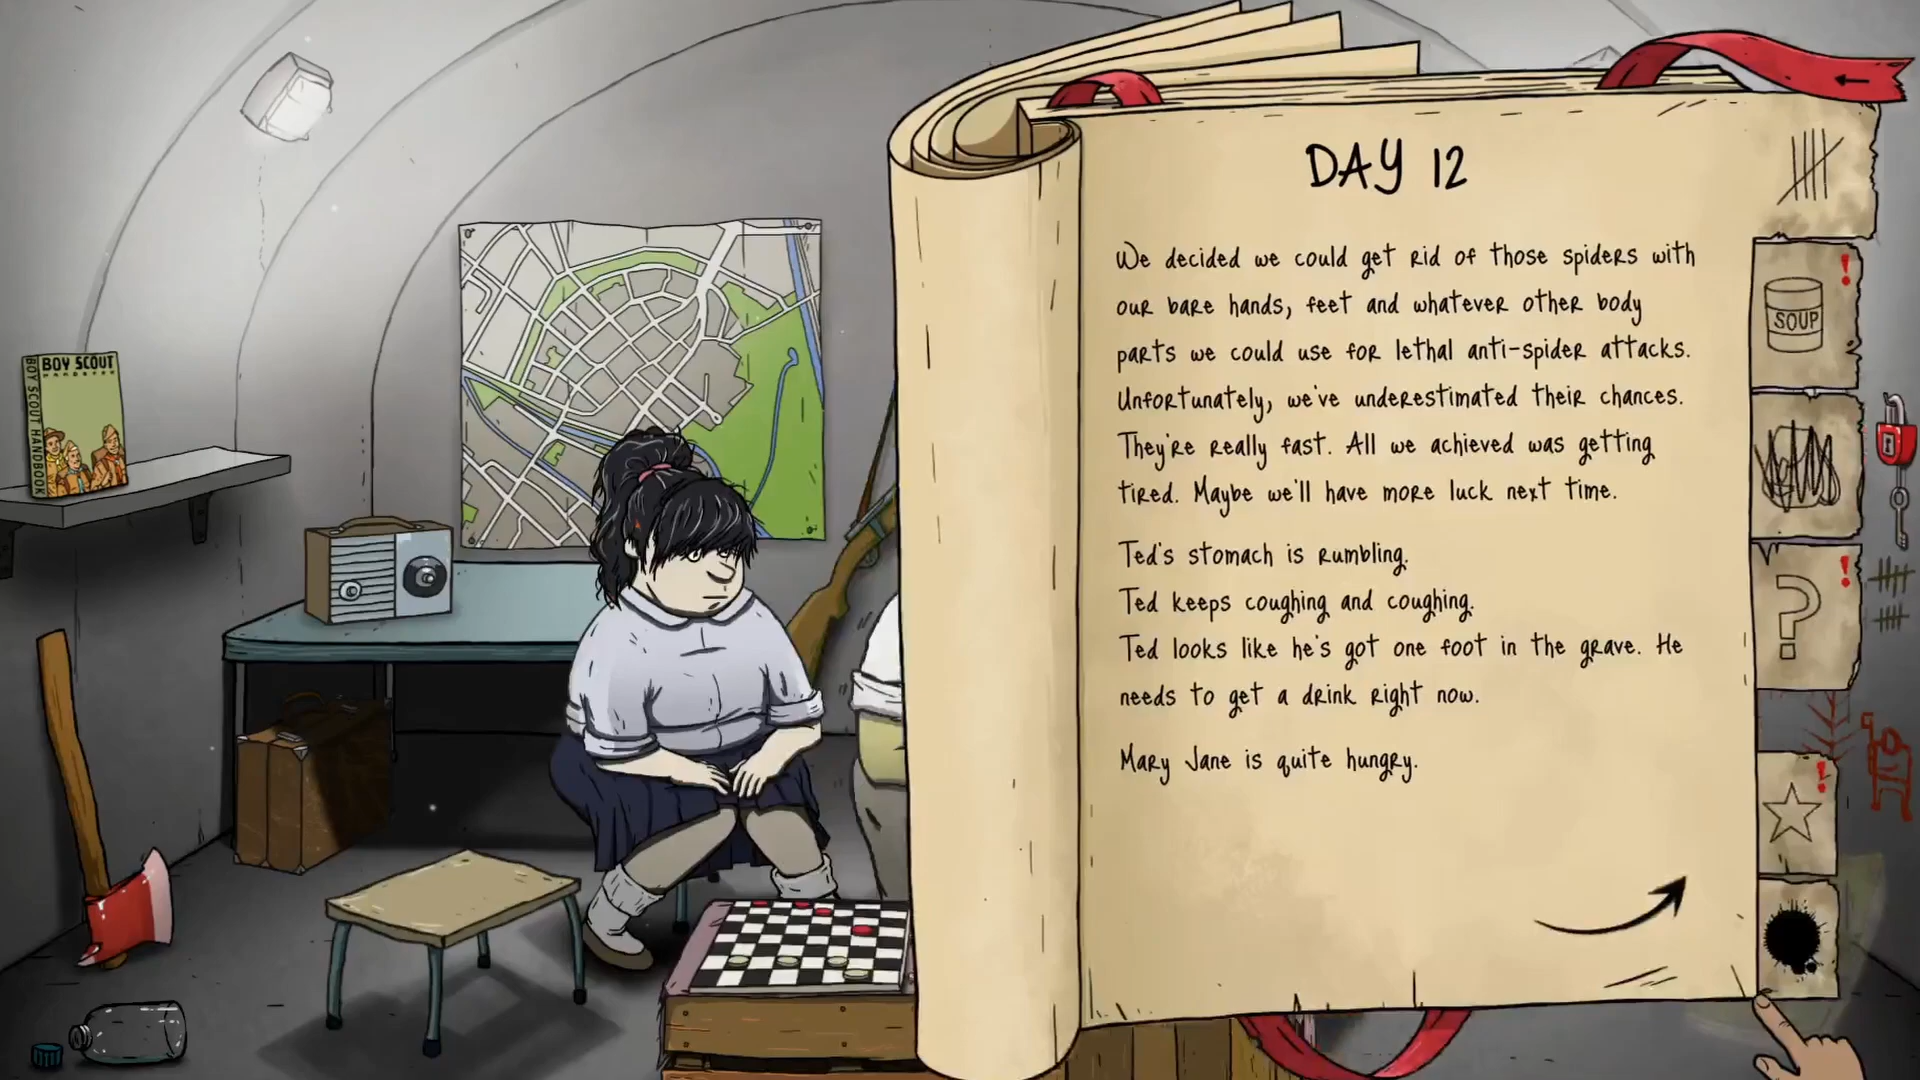 DAY 12
We decided we could get rid of those spiders with
our bare hands, feet and whatever other body
parts we could use for lethal anti-spider attacks.
Unfortunately, we've underestimated their chances.
They're really fast. All we achieved was getting
tired. Maybe we'll have more luck next time.
Ted's stomach is rumbling.
Ted keeps coughing and coughing.
Ted looks like he's got one foot in the grave. He
needs to get a drink right now.
Mary Jane is quite hungry.
SOUP
!
?
!
!
BOY SCOUT
HANDBOOK
BOY SCOUT HANDBOOK